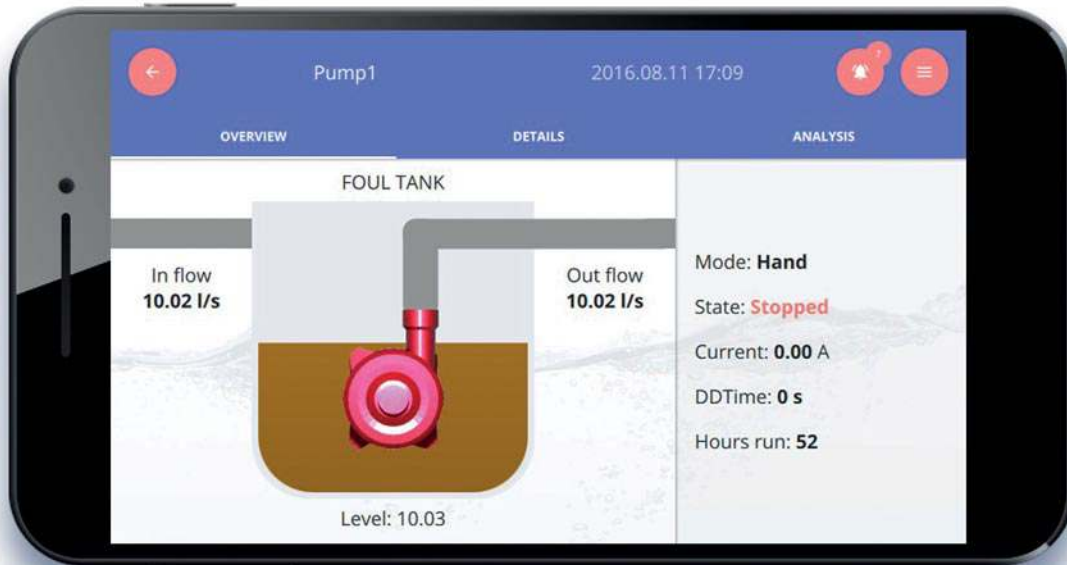 Pump1
2016.08.11 17:09
OVERVIEW
DETAILS
ANALYSIS
FOUL TANK
In flow
10.02 l/s
Out flow
10.02 l/s
Level: 10.03
Mode: Hand
State: Stopped
Current: 0.00 A
DDTime: 0 s
Hours run: 52